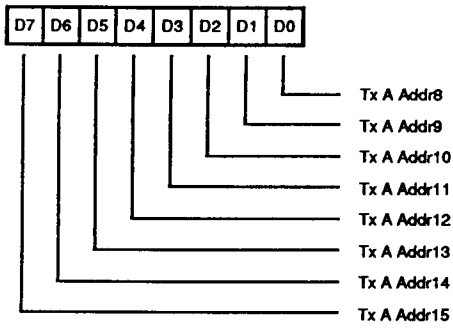 D7 D6 D5 D4 D3 D2 D1 D0
Tx A Addr8
Tx A Addr9
Tx A Addr10
Tx A Addr11
Tx A Addr12
Tx A Addr13
Tx A Addr14
Tx A Addr15